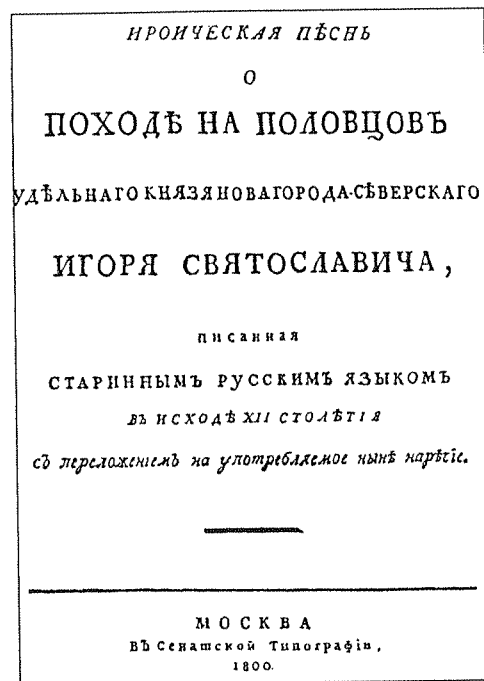 ИРОИЧЕСКАЯ ПѢСНЬ
О
ПОХОДѢ НА ПОЛОВЦОВЪ
УДѢЛЬНАГО КНЯЗЯ НОВАГОРОДА-СѢВЕРСКАГО
ИГОРЯ СВЯТОСЛАВИЧА,
писанная
СТАРИННЫМЪ РУССКИМЪ ЯЗЫКОМЪ
ВЪ ИСХОДѢ XII СТОЛѢТІЯ
съ переложеніемъ на употребляемое нынѣ нарѣчіе.
МОСКВА
Въ Сенатской Типографіи,
1800.